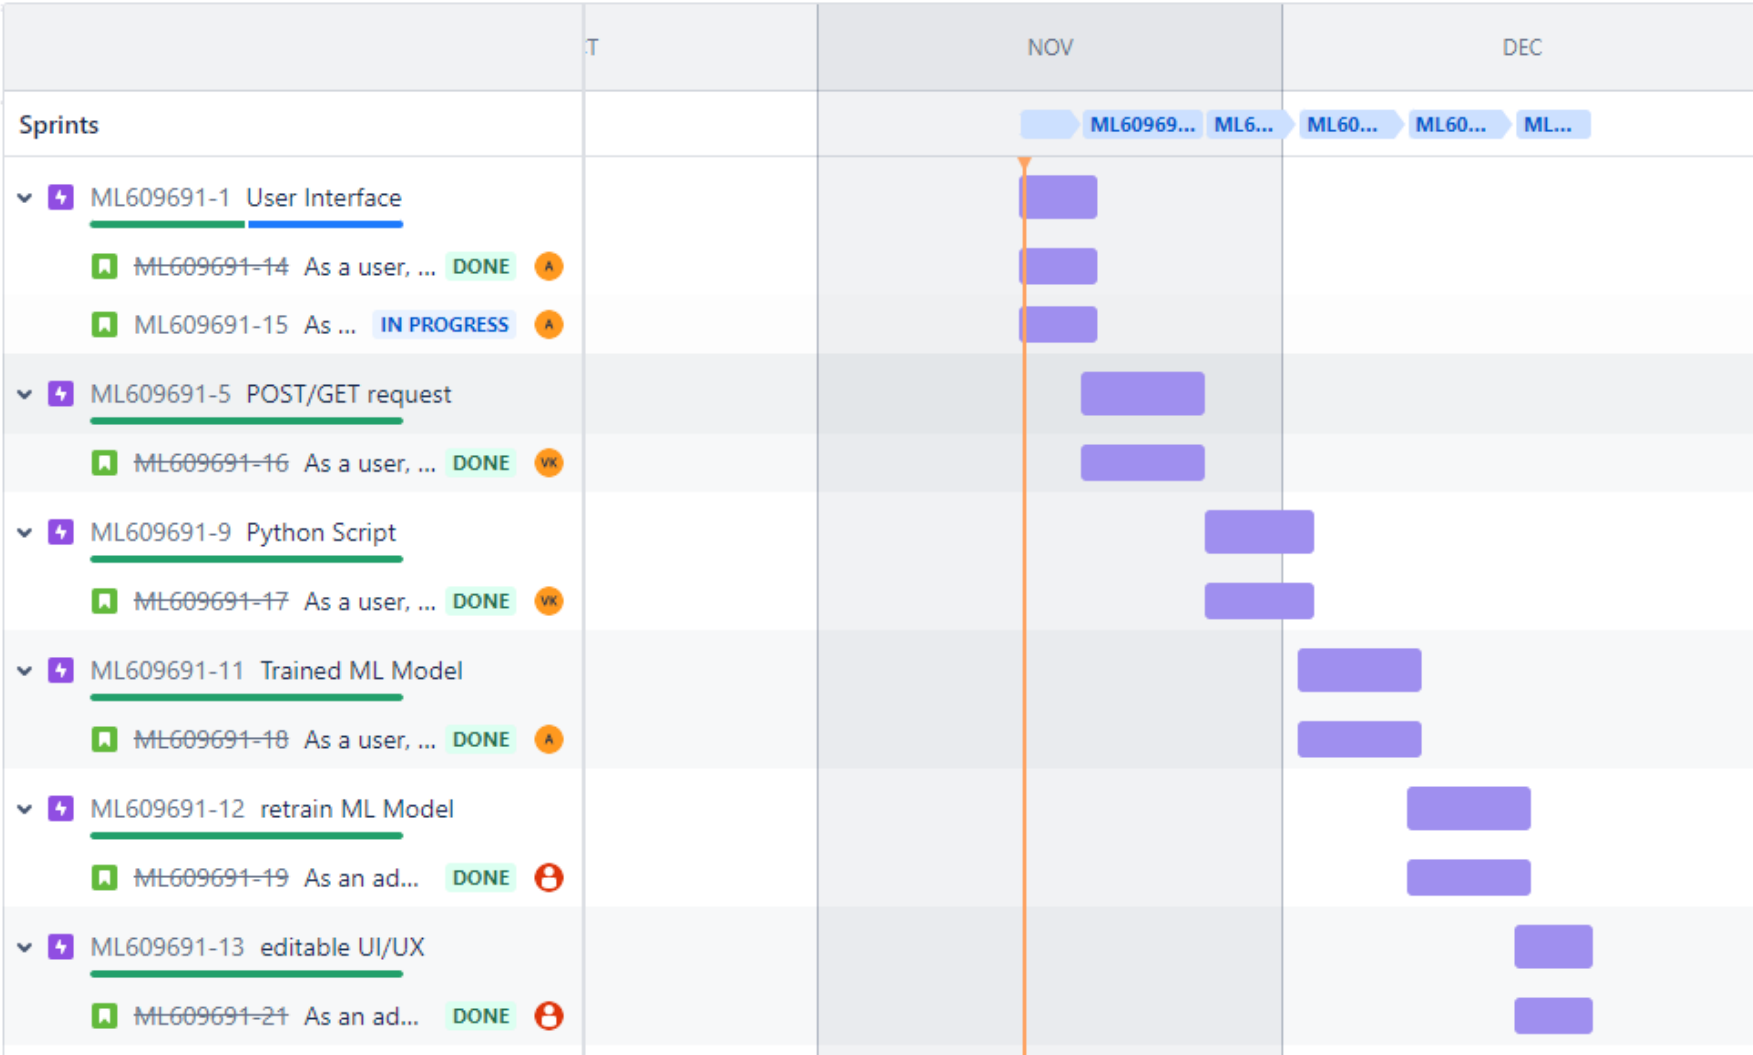 T NOV DEC
Sprints ML60969... ML6... ML60... ML60... ML...
ML609691-1 User Interface
ML609691-14 As a user, ... DONE A
ML609691-15 As ... IN PROGRESS A
ML609691-5 POST/GET request
ML609691-16 As a user, ... DONE VK
ML609691-9 Python Script
ML609691-17 As a user, ... DONE VK
ML609691-11 Trained ML Model
ML609691-18 As a user, ... DONE A
ML609691-12 retrain ML Model
ML609691-19 As an ad... DONE
ML609691-13 editable UI/UX
ML609691-21 As an ad... DONE